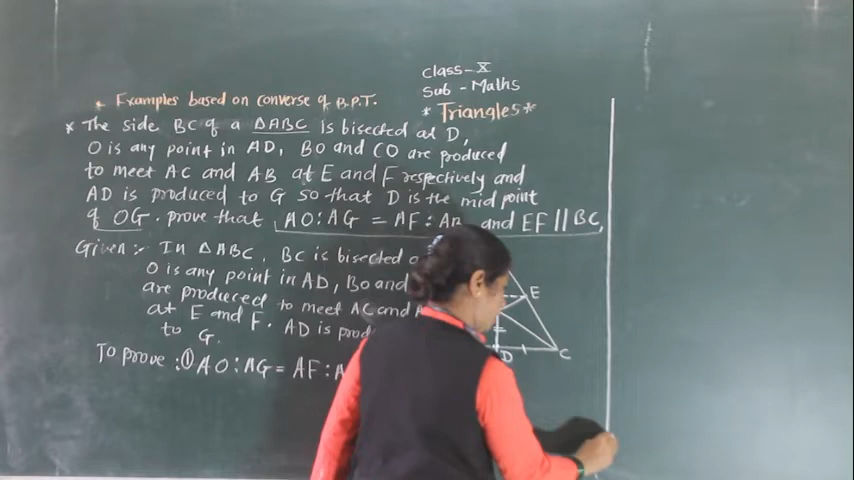 Class-X
Sub - Maths
* Triangles *
* Examples based on converse of B.P.T.
* The side BC of a △ABC is bisected at D,
O is any point in AD, BO and CO are produced
to meet AC and AB at E and F respectively and
AD is produced to G so that D is the mid point
of OG. prove that AO:AG = AF:AB and EF || BC,
Given :- In △ABC, BC is bisected
O is any point in AD, BO and
are produced to meet AC and
at E and F. AD is prod
to G.
To prove :① AO:AG = AF:A
E
D
C